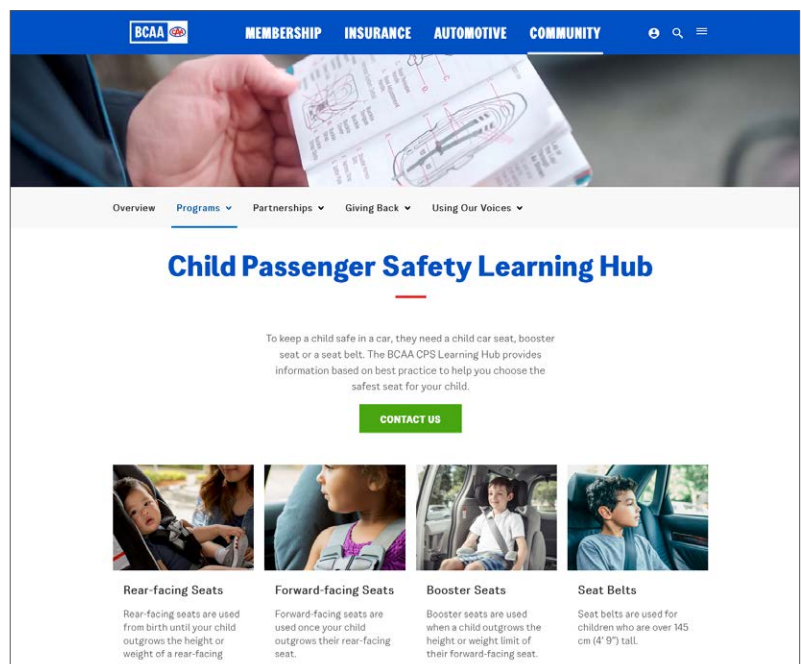 BCAA CAA
MEMBERSHIP INSURANCE AUTOMOTIVE COMMUNITY
Overview Programs Partnerships Giving Back Using Our Voices
Child Passenger Safety Learning Hub
To keep a child safe in a car, they need a child car seat, booster
seat or a seat belt. The BCAA CPS Learning Hub provides
information based on best practice to help you choose the
safest seat for your child.
CONTACT US
Rear-facing Seats
Rear-facing seats are used
from birth until your child
outgrows the height or
weight of a rear-facing
Forward-facing Seats
Forward-facing seats are
used once your child
outgrows their rear-facing
seat.
Booster Seats
Booster seats are used
when a child outgrows the
height or weight limit of
their forward-facing seat.
Seat Belts
Seat belts are used for
children who are over 145
cm (4' 9") tall.